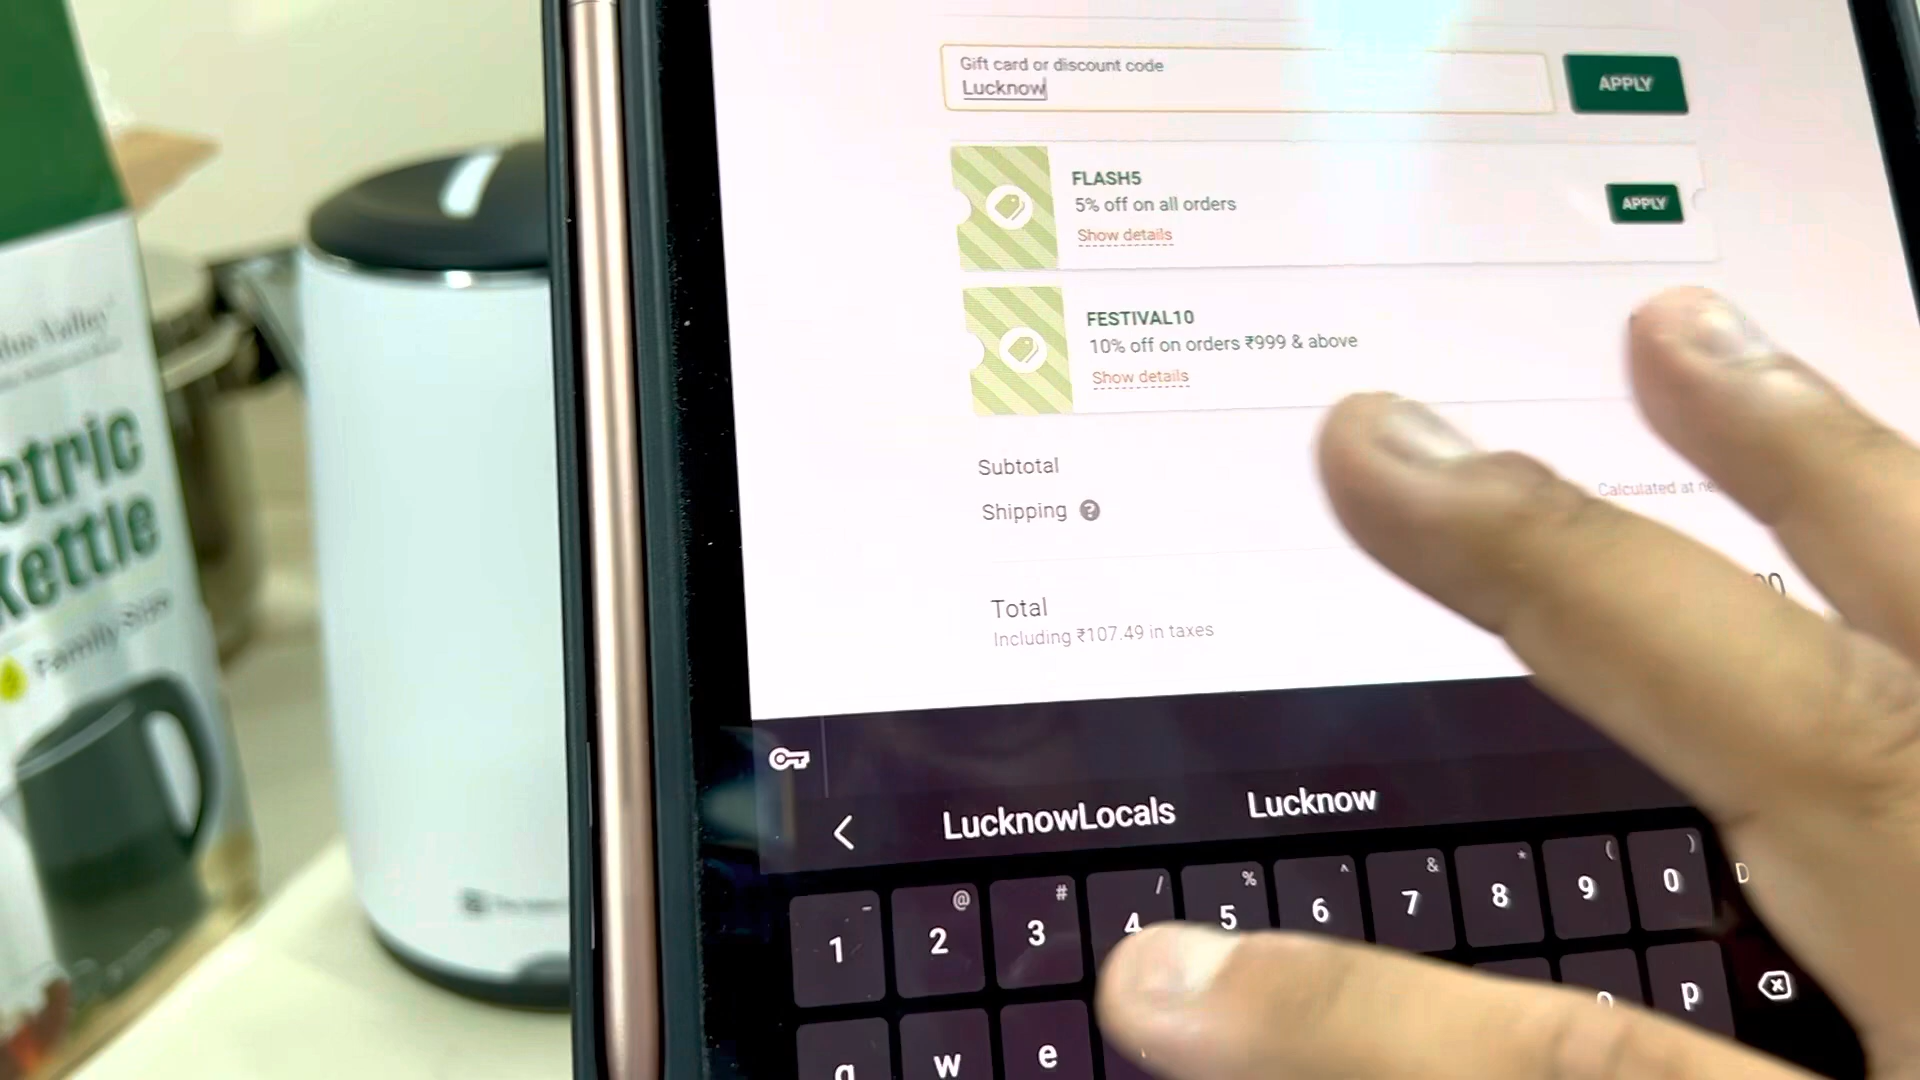 Gift card or discount code
Lucknow
APPLY
FLASH5
5% off on all orders
Show details
APPLY
FESTIVAL10
10% off on orders ₹999 & above
Show details
Subtotal
Shipping ?
Calculated at
Total
Including ₹107.49 in taxes
LucknowLocals Lucknow
- @ # / % ^ & * ( )
1 2 3 4 5 6 7 8 9 0
p
w e
Valley
ctric
kettle
Family Size